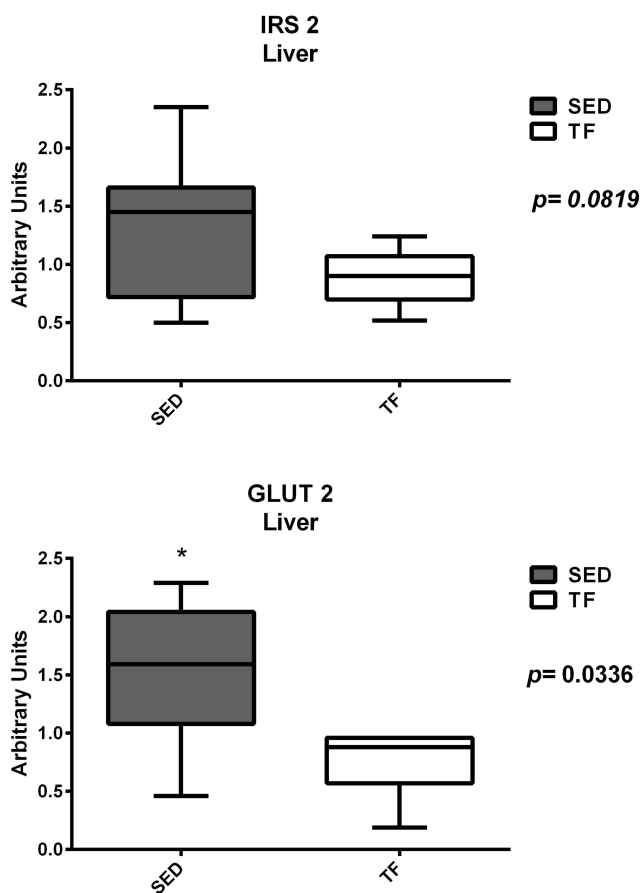 IRS 2
Liver
2.5
2.0
1.5
1.0
0.5
0.0
Arbitrary Units
SED
TF
SED
TF
p= 0.0819
GLUT 2
Liver
*
2.5
2.0
1.5
1.0
0.5
0.0
Arbitrary Units
SED
TF
SED
TF
p= 0.0336